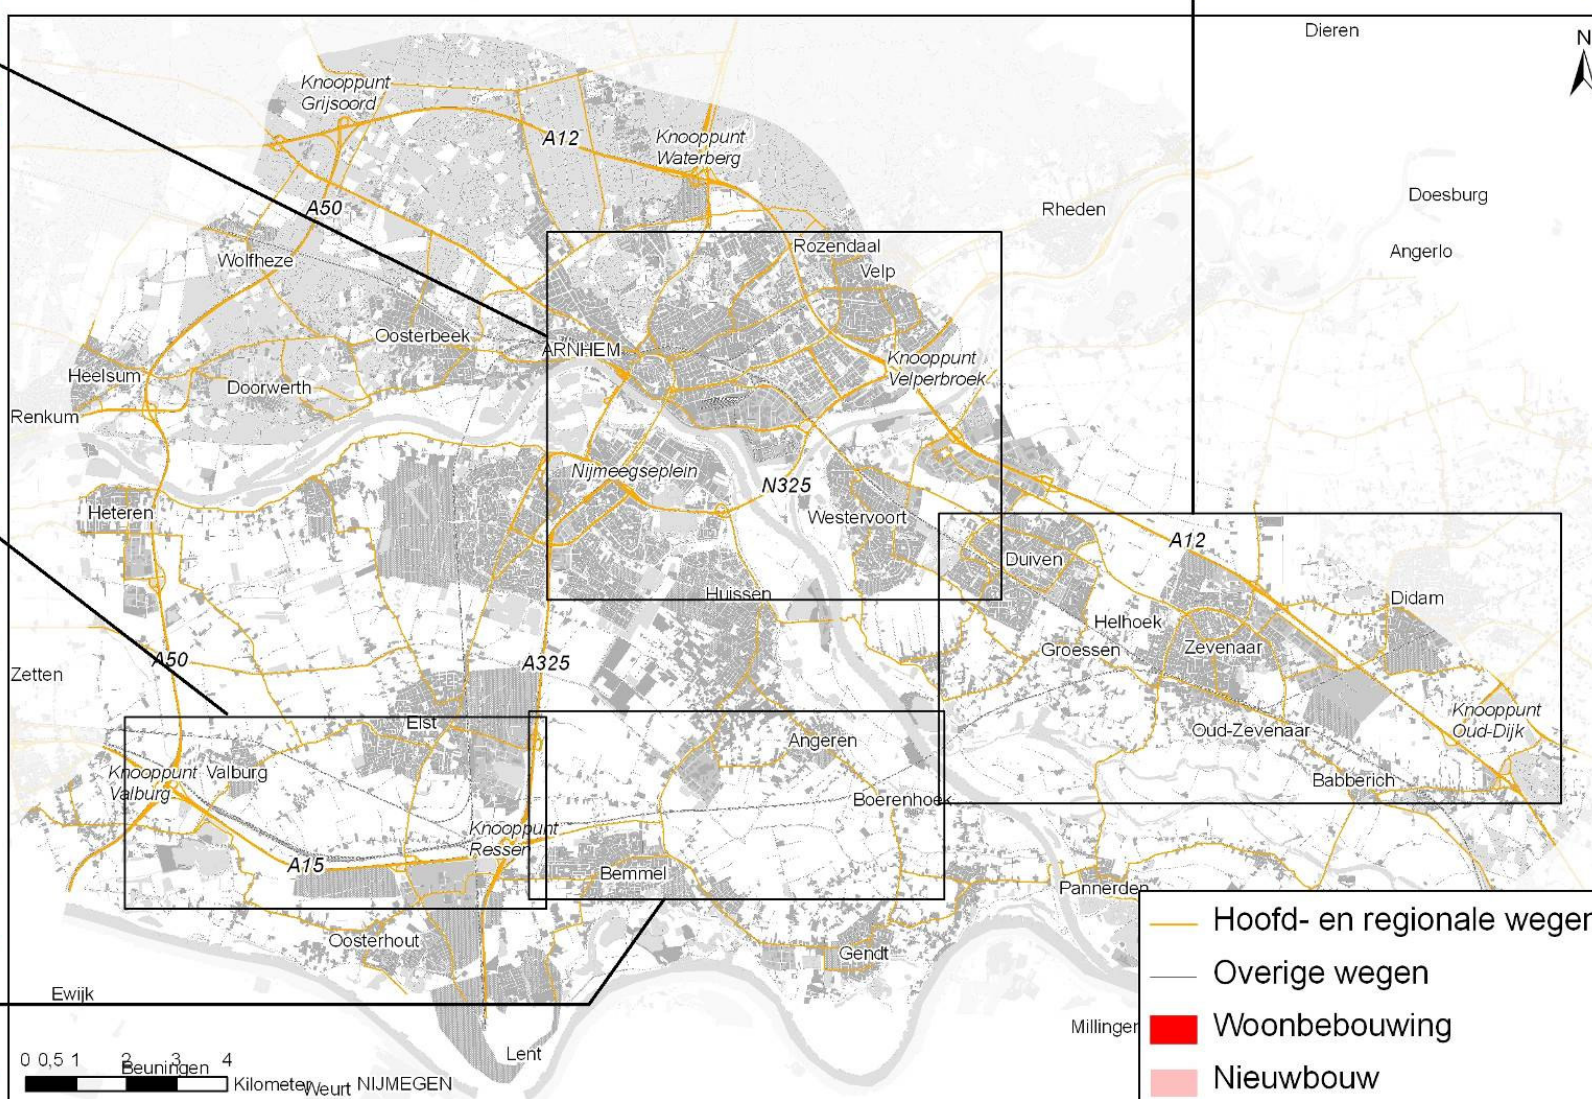 Dieren
N
Knooppunt
Grijsoord
A12
Knooppunt
Waterberg
Doesburg
A50
Rheden
Rozendaal
Angerlo
Wolfheze
Velp
Oosterbeek
ARNHEM
Knooppunt
Velperbroek
Heelsum
Doorwerth
Renkum
Nijmeegseplein
N325
Heteren
Westervoort
A12
Duiven
Huissen
Didam
Helhoek
Zevenaar
Groessen
A50
A325
Zetten
Knooppunt
Oud-Dijk
Elst
Oud-Zevenaar
Angeren
Knooppunt
Valburg
Valburg
Babberich
Boerenhoek
Knooppunt
Ressen
A15
Bemmel
Pannerden
Oosterhout
Gendt
Hoofd- en regionale wegen
Overige wegen
Woonbebouwing
Nieuwbouw
Ewijk
Millinger
Lent
0 0,5 1 2 3 4
Beuningen
Kilometer
Weurt
NIJMEGEN